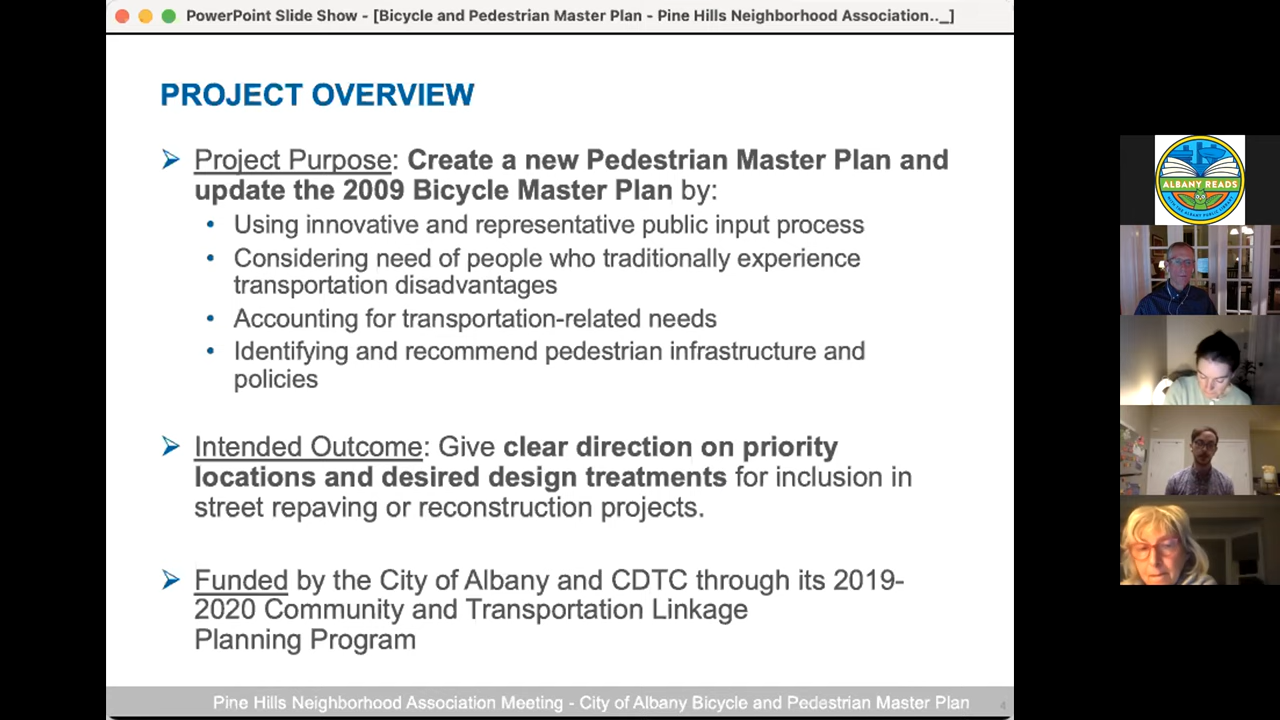 PowerPoint Slide Show - [Bicycle and Pedestrian Master Plan - Pine Hills Neighborhood Association.._]
PROJECT OVERVIEW
Project Purpose: Create a new Pedestrian Master Plan and
update the 2009 Bicycle Master Plan by:
• Using innovative and representative public input process
• Considering need of people who traditionally experience
transportation disadvantages
• Accounting for transportation-related needs
• Identifying and recommend pedestrian infrastructure and
policies
Intended Outcome: Give clear direction on priority
locations and desired design treatments for inclusion in
street repaving or reconstruction projects.
Funded by the City of Albany and CDTC through its 2019-
2020 Community and Transportation Linkage
Planning Program
Pine Hills Neighborhood Association Meeting - City of Albany Bicycle and Pedestrian Master Plan
4
ALBANY READS
WITH THE ALBANY PUBLIC LIBRARY